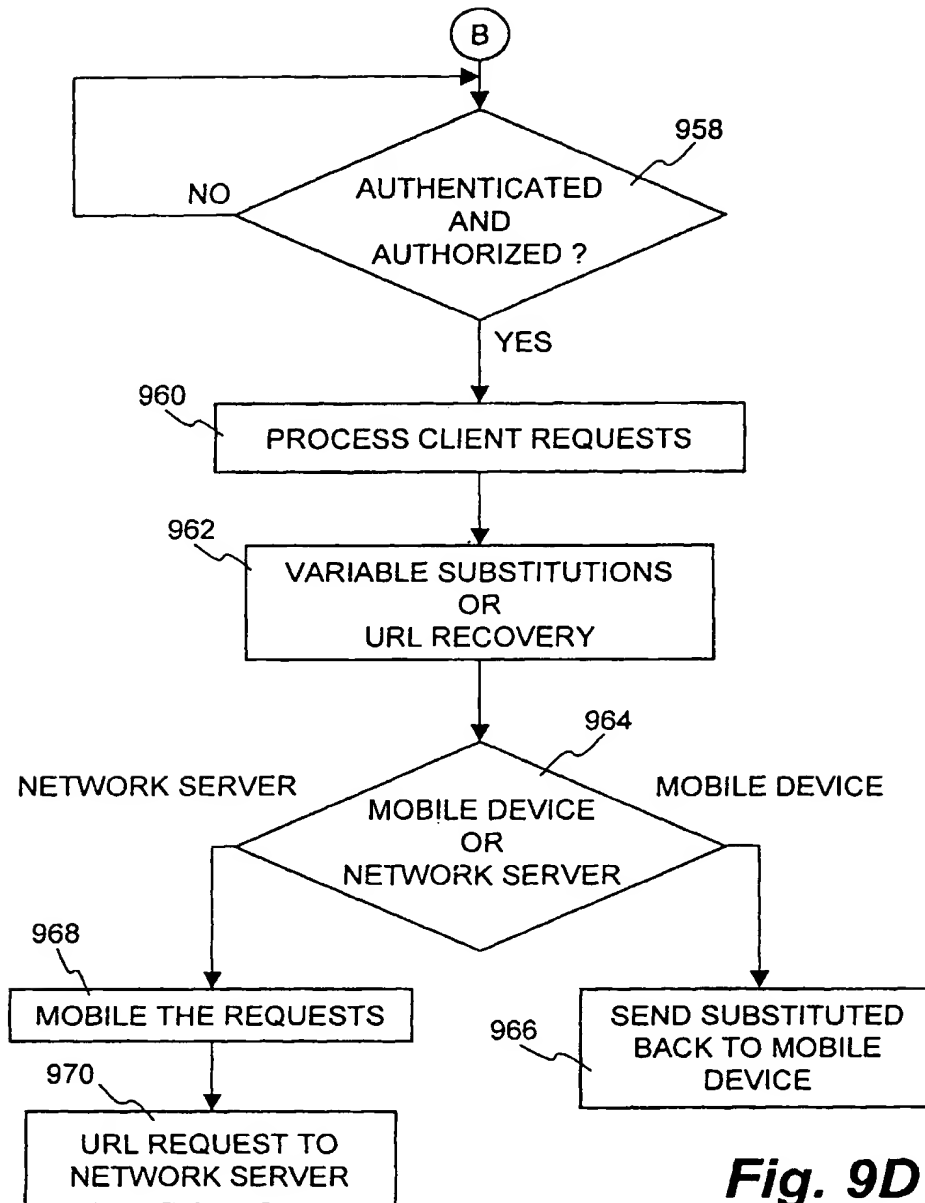 B
958
NO
AUTHENTICATED
AND
AUTHORIZED ?
YES
960
PROCESS CLIENT REQUESTS
962
VARIABLE SUBSTITUTIONS
OR
URL RECOVERY
964
NETWORK SERVER
MOBILE DEVICE
MOBILE DEVICE
OR
NETWORK SERVER
968
MOBILE THE REQUESTS
966
SEND SUBSTITUTED
BACK TO MOBILE
DEVICE
970
URL REQUEST TO
NETWORK SERVER
Fig. 9D